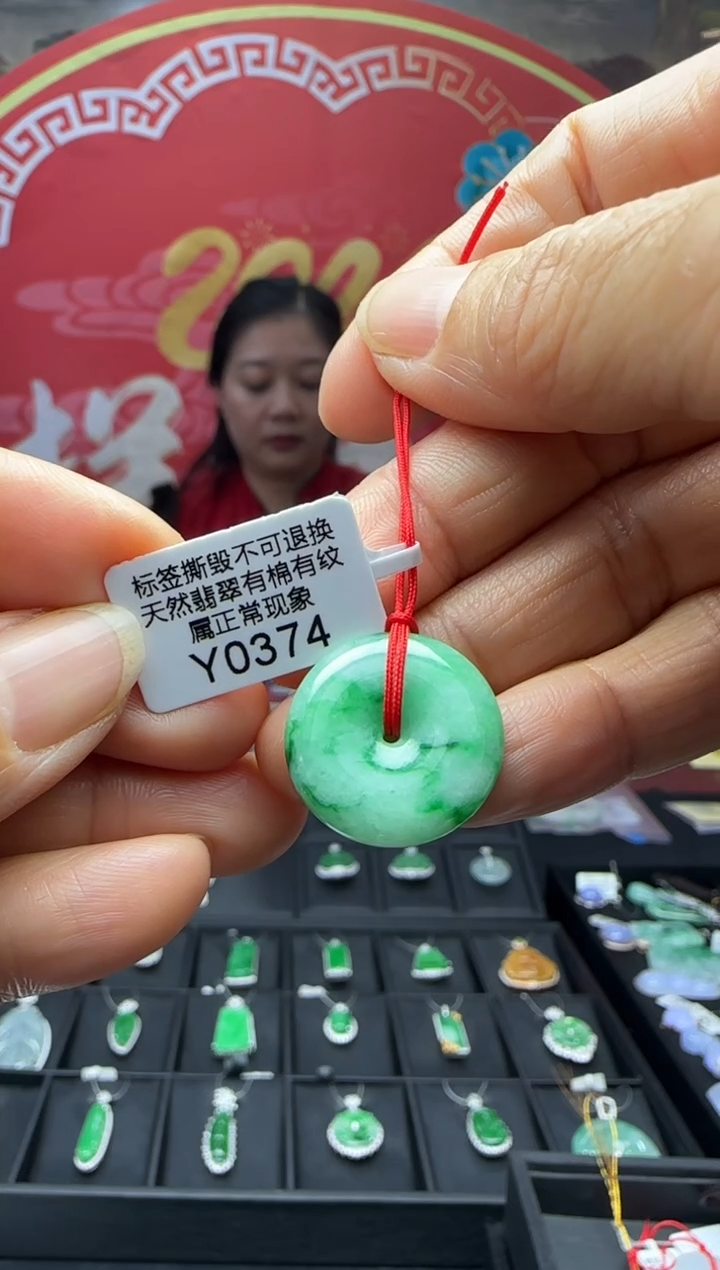 标签撕毁不可退换
天然翡翠有棉有纹
属正常现象
Y0374